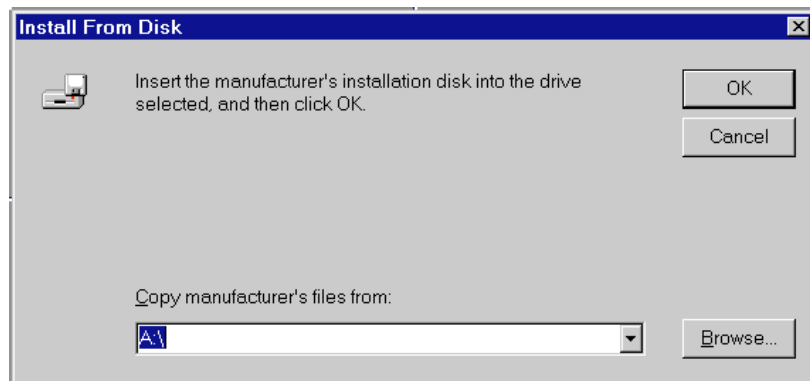 Install From Disk
Insert the manufacturer's installation disk into the drive
selected, and then click OK.
OK
Cancel
Copy manufacturer's files from:
A:\
Browse...